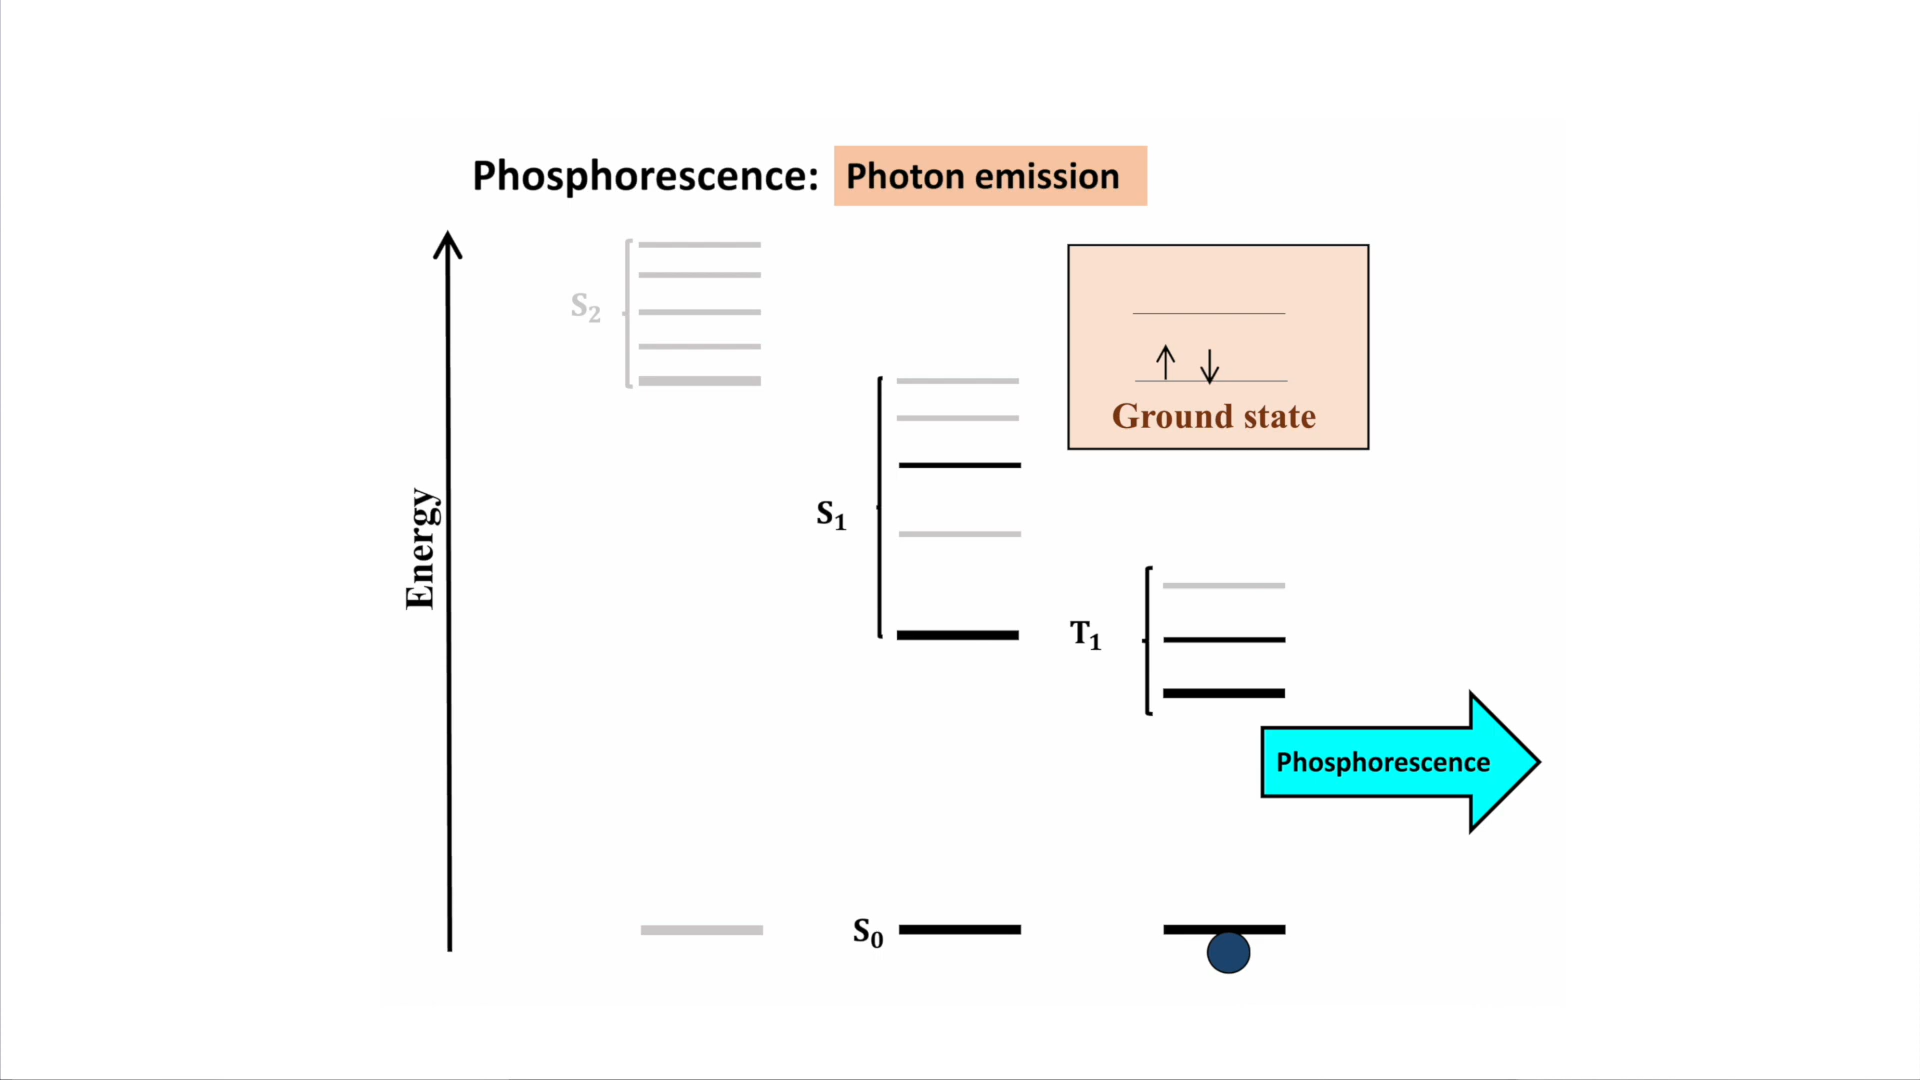 Phosphorescence: Photon emission
S₂
Ground state
Energy
S₁
T₁
Phosphorescence
S₀